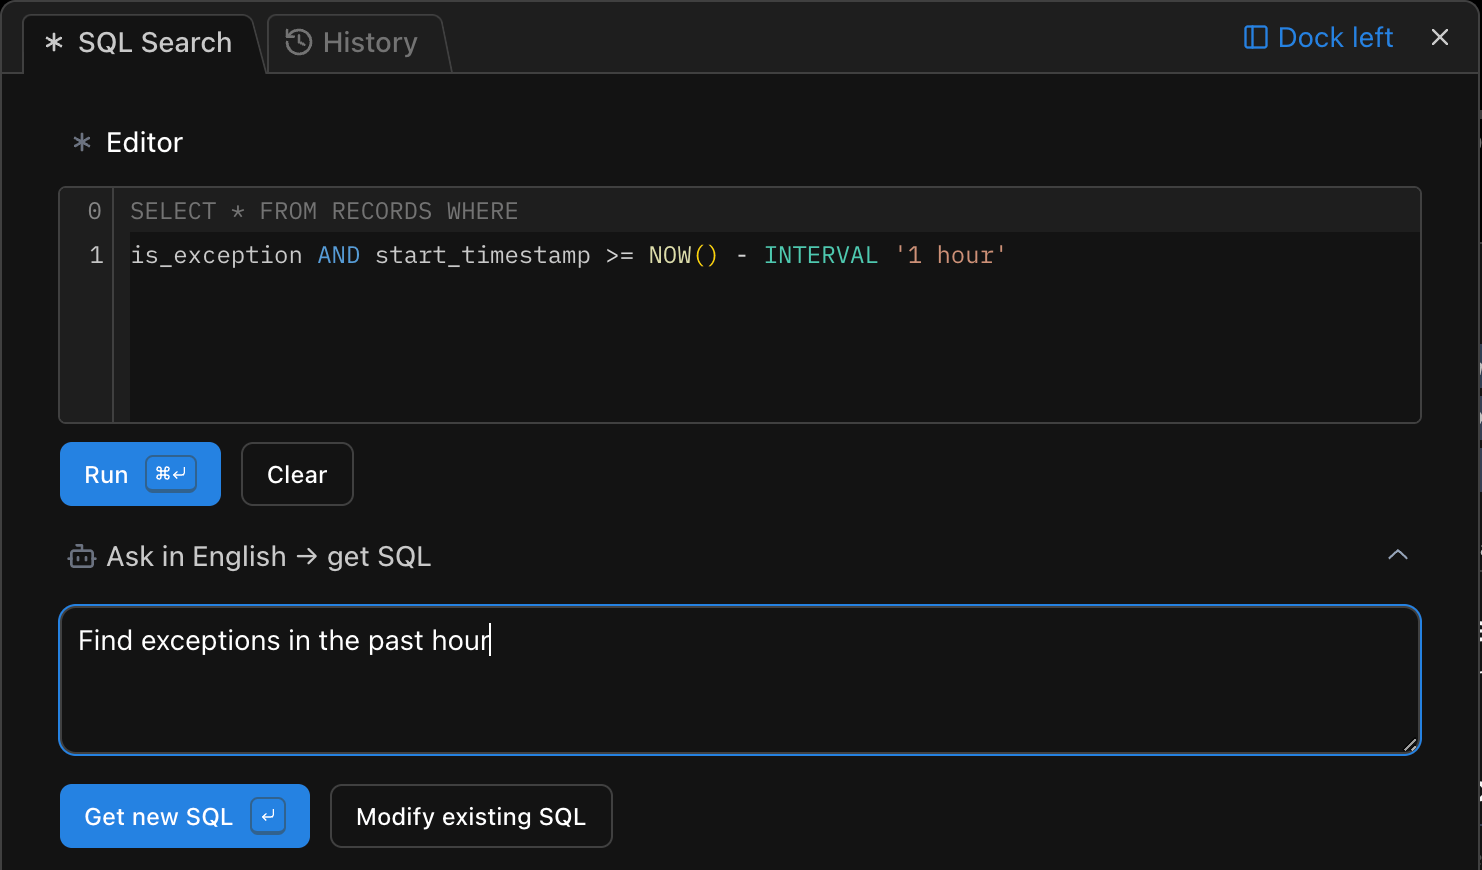 SQL Search
History
Dock left
Editor
0 SELECT * FROM RECORDS WHERE
1 is_exception AND start_timestamp >= NOW() - INTERVAL '1 hour'
Run ⌘↵
Clear
Ask in English → get SQL
Find exceptions in the past hour
Get new SQL ↵
Modify existing SQL